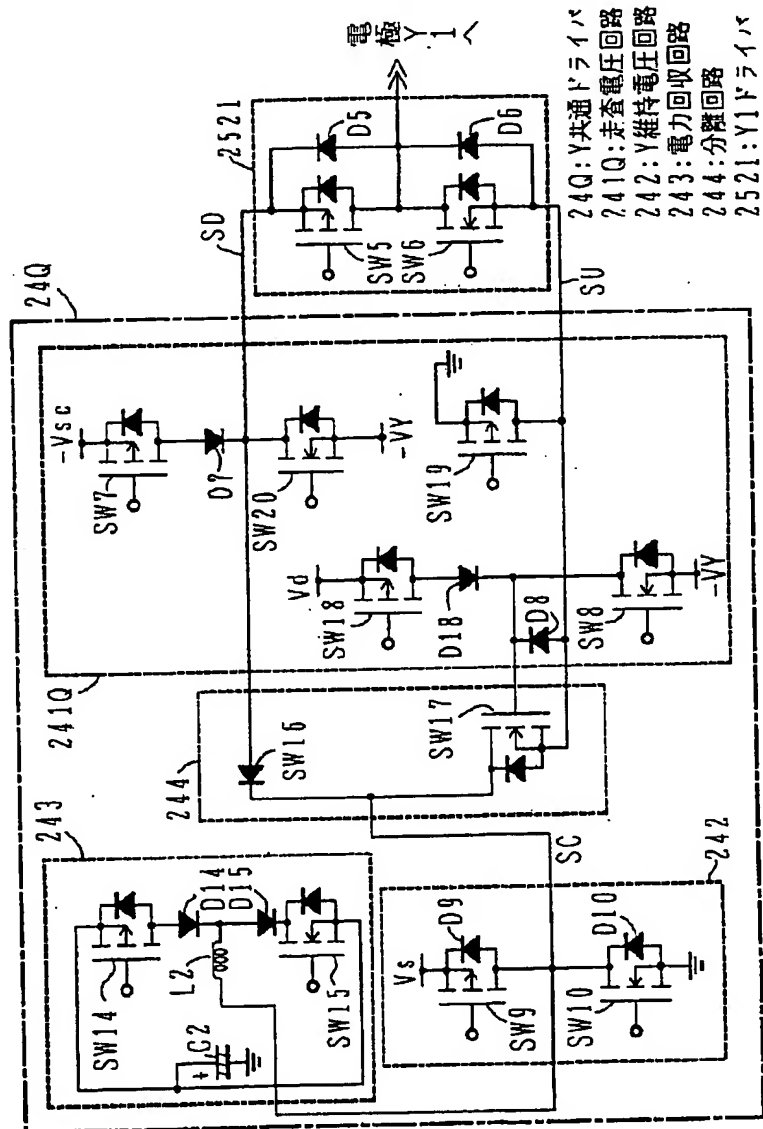 24Q
241Q
243
244
SW14
D14
L2
D15
+
C2
SW15
SW16
SW17
SC
242
Vs
D9
SW9
D10
SW10
-Vsc
SW7
D7
SW20
-VY
Vd
SW18
D18
D8
SW8
-VY
SW19
SD
SU
2521
SW5
D5
SW6
D6
電極Y1へ
24Q:Y共通ドライバ
241Q:走査電圧回路
242:Y維持電圧回路
243:電力回収回路
244:分離回路
2521:Y1ドライバ